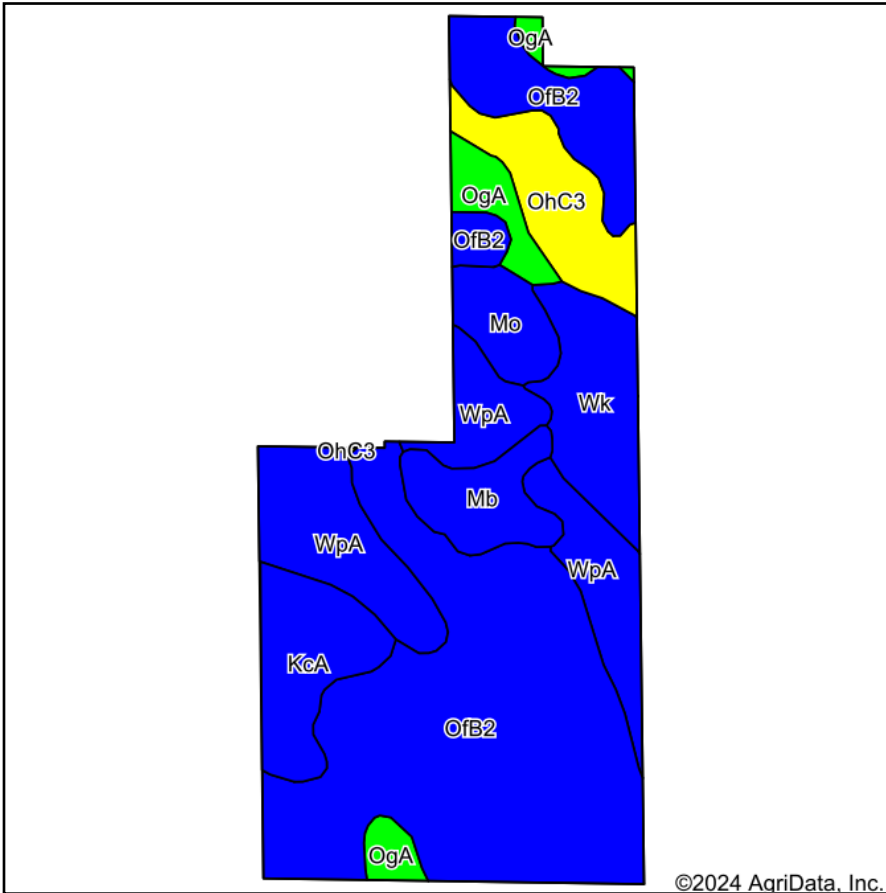 OgA
OfB2
OgA
OhC3
OfB2
Mo
Wk
WpA
OhC3
Mb
WpA
WpA
KcA
OfB2
OgA
©2024 AgriData, Inc.